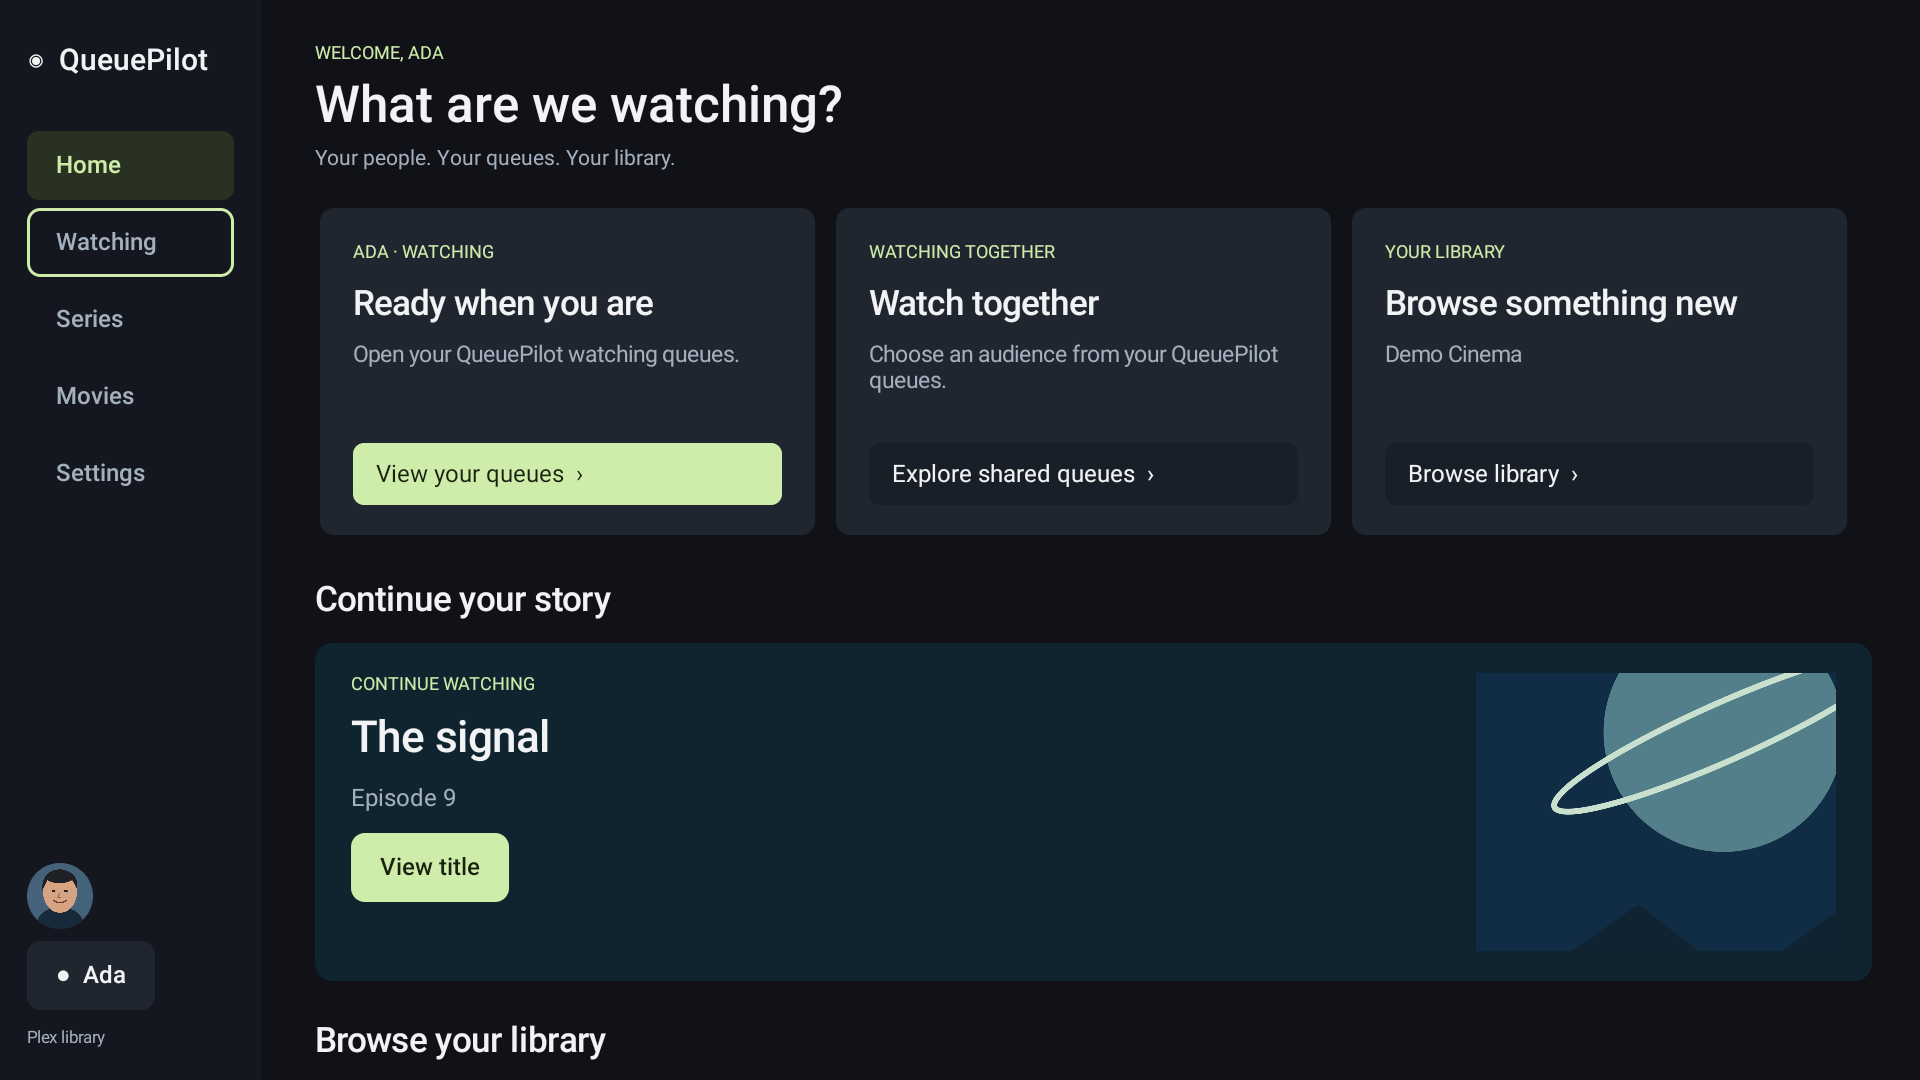 QueuePilot
Home
Watching
Series
Movies
Settings
Ada
Plex library
WELCOME, ADA
What are we watching?
Your people. Your queues. Your library.
ADA · WATCHING
Ready when you are
Open your QueuePilot watching queues.
View your queues ›
WATCHING TOGETHER
Watch together
Choose an audience from your QueuePilot
queues.
Explore shared queues ›
YOUR LIBRARY
Browse something new
Demo Cinema
Browse library ›
Continue your story
CONTINUE WATCHING
The signal
Episode 9
View title
Browse your library